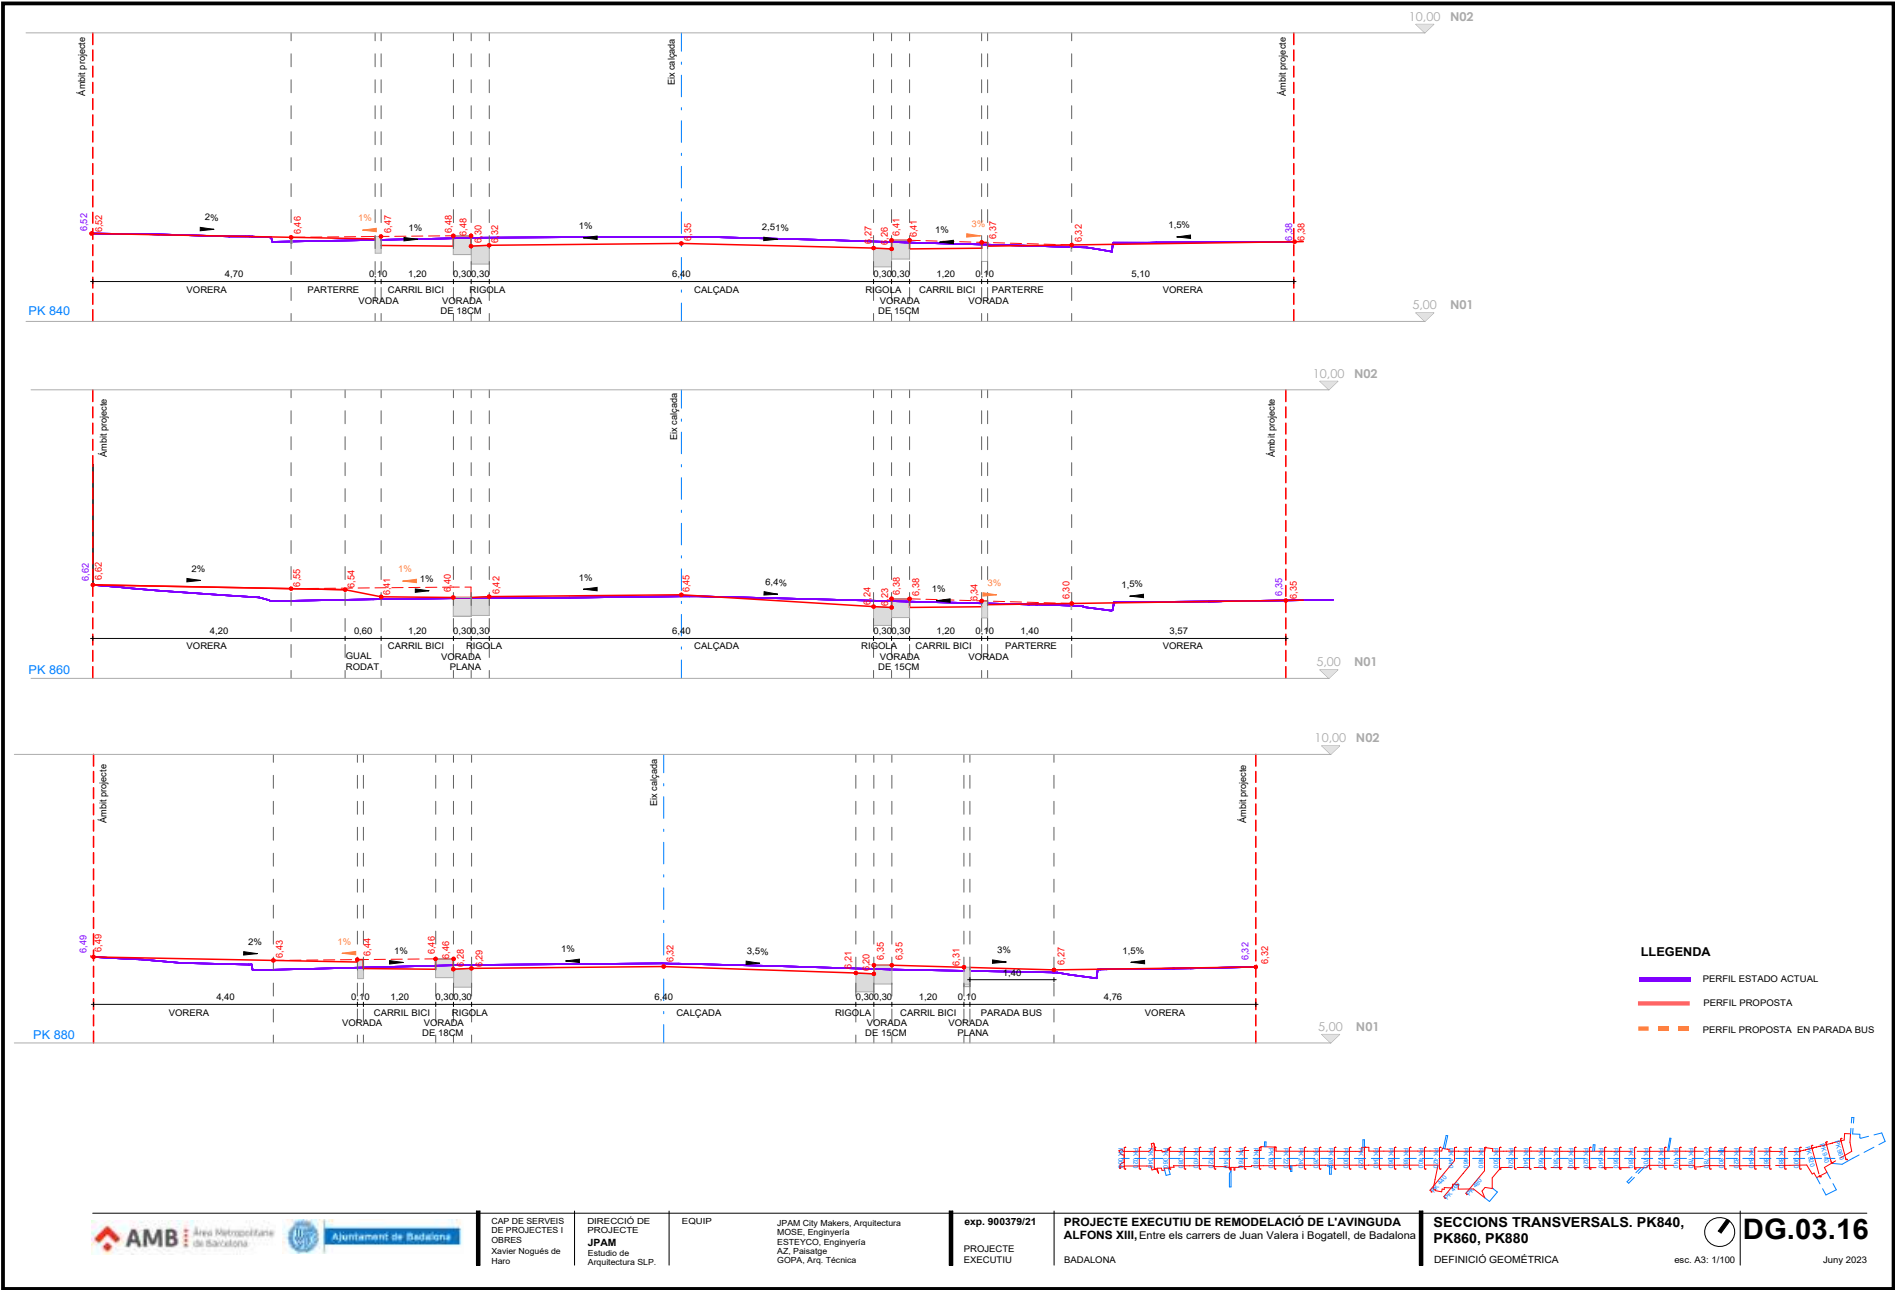 10,00 N02
Àmbit projecte
Eix calçada
Àmbit projecte
6,52
6,52
2%
6,46
1%
6,47
1%
6,48
6,48
6,30
6,32
1%
6,35
2,51%
6,27
6,26
6,41
6,41
1%
3%
6,37
6,32
1,5%
6,38
6,38
4,70
0,10
1,20
0,30
0,30
6,40
0,30
0,30
1,20
0,10
5,10
VORERA
PARTERRE
VORADA
CARRIL BICI
VORADA
DE 18CM
RIGOLA
CALÇADA
RIGOLA
VORADA
DE 15CM
CARRIL BICI
VORADA
PARTERRE
VORERA
PK 840
5,00 N01
10,00 N02
Àmbit projecte
Eix calçada
Àmbit projecte
6,62
6,62
2%
6,55
6,54
1%
6,41
1%
6,40
6,42
1%
6,45
6,4%
6,24
6,23
6,38
6,38
1%
6,34
3%
6,30
1,5%
6,35
6,35
4,20
0,60
1,20
0,30
0,30
6,40
0,30
0,30
1,20
0,10
1,40
3,57
VORERA
GUAL
RODAT
CARRIL BICI
VORADA
PLANA
RIGOLA
CALÇADA
RIGOLA
VORADA
DE 15CM
CARRIL BICI
VORADA
PARTERRE
VORERA
PK 860
5,00 N01
10,00 N02
Àmbit projecte
Eix calçada
Àmbit projecte
6,49
6,49
2%
6,43
1%
6,44
1%
6,46
6,46
6,28
6,29
1%
6,32
3,5%
6,21
6,20
6,35
6,35
6,31
3%
6,27
1,5%
6,32
6,32
1,40
4,40
0,10
1,20
0,30
0,30
6,40
0,30
0,30
1,20
0,10
4,76
VORERA
VORADA
CARRIL BICI
VORADA
DE 18CM
RIGOLA
CALÇADA
RIGOLA
VORADA
DE 15CM
CARRIL BICI
VORADA
PLANA
PARADA BUS
VORERA
PK 880
5,00 N01
LLEGENDA
PERFIL ESTADO ACTUAL
PERFIL PROPOSTA
PERFIL PROPOSTA EN PARADA BUS
AMB
Àrea Metropolitana
de Barcelona
Ajuntament de Badalona
CAP DE SERVEIS
DE PROJECTES I
OBRES
Xavier Nogués de
Haro
DIRECCIÓ DE
PROJECTE
JPAM
Estudio de
Arquitectura SLP.
EQUIP
JPAM City Makers, Arquitectura
MOSE, Enginyeria
ESTEYCO, Enginyeria
AZ, Paisatge
GOPA, Arq. Tècnica
exp. 900379/21
PROJECTE
EXECUTIU
PROJECTE EXECUTIU DE REMODELACIÓ DE L'AVINGUDA
ALFONS XIII, Entre els carrers de Juan Valera i Bogatell, de Badalona
BADALONA
SECCIONS TRANSVERSALS. PK840,
PK860, PK880
DEFINICIÓ GEOMÈTRICA
esc. A3: 1/100
DG.03.16
Juny 2023